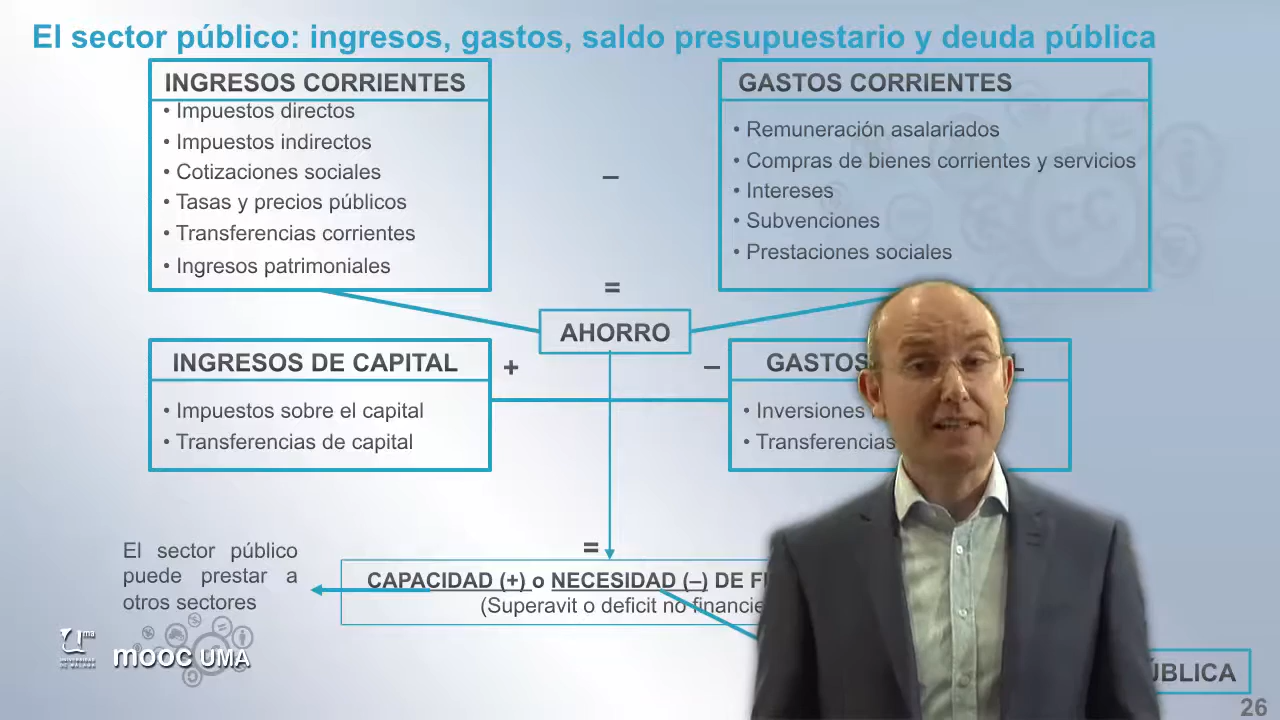 El sector público: ingresos, gastos, saldo presupuestario y deuda pública
INGRESOS CORRIENTES
• Impuestos directos
• Impuestos indirectos
• Cotizaciones sociales
• Tasas y precios públicos
• Transferencias corrientes
• Ingresos patrimoniales
–
GASTOS CORRIENTES
• Remuneración asalariados
• Compras de bienes corrientes y servicios
• Intereses
• Subvenciones
• Prestaciones sociales
=
AHORRO
INGRESOS DE CAPITAL
• Impuestos sobre el capital
• Transferencias de capital
+
–
GASTOS
• Inversiones
• Transferencias
=
El sector público
puede prestar a
otros sectores
CAPACIDAD (+) o NECESIDAD (–) DE
(Superavit o deficit no
mooc UMA
26